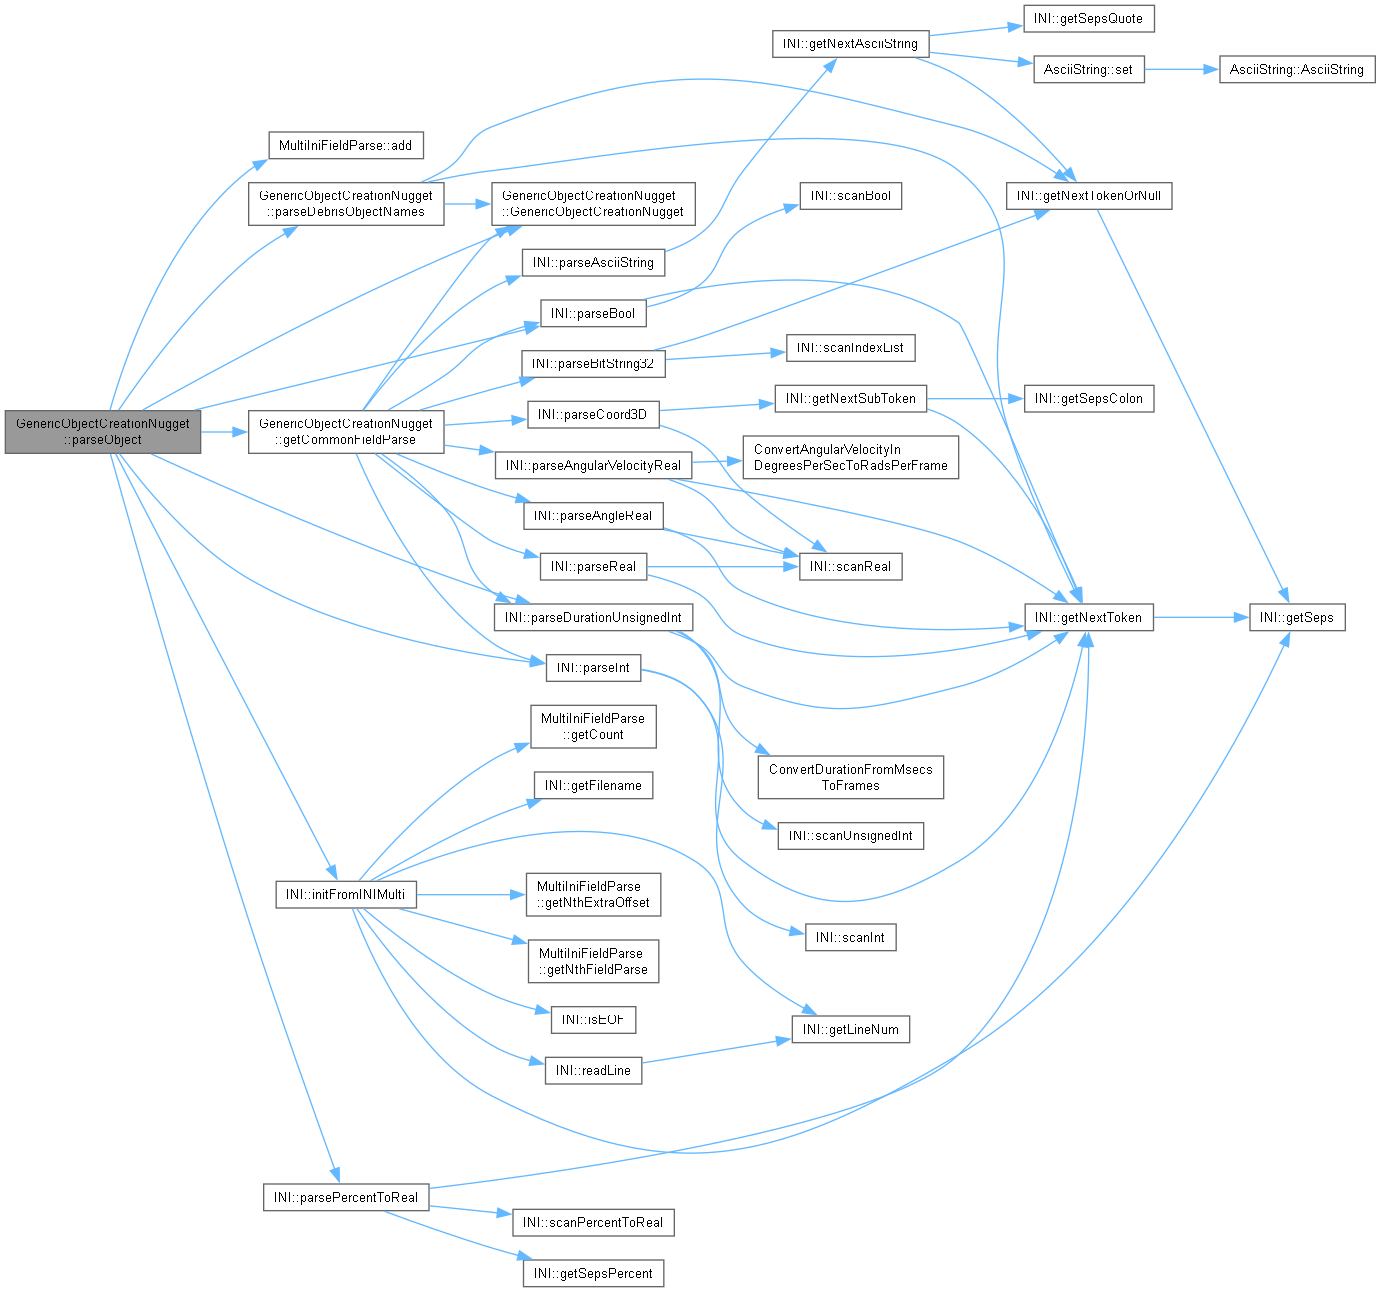 INI::getSepsQuote
INI::getNextAsciiString
AsciiString::set
AsciiString::AsciiString
MultiIniFieldParse::add
GenericObjectCreationNugget
::parseDebrisObjectNames
GenericObjectCreationNugget
::GenericObjectCreationNugget
INI::scanBool
INI::getNextTokenOrNull
INI::parseAsciiString
INI::parseBool
INI::parseBitString32
INI::scanIndexList
GenericObjectCreationNugget
::parseObject
GenericObjectCreationNugget
::getCommonFieldParse
INI::parseCoord3D
INI::getNextSubToken
INI::getSepsColon
INI::parseAngularVelocityReal
ConvertAngularVelocityIn
DegreesPerSecToRadsPerFrame
INI::parseAngleReal
INI::parseReal
INI::scanReal
INI::parseDurationUnsignedInt
INI::getNextToken
INI::getSeps
INI::parseInt
MultiIniFieldParse
::getCount
INI::getFilename
ConvertDurationFromMsecs
ToFrames
INI::scanUnsignedInt
INI::initFromINIMulti
MultiIniFieldParse
::getNthExtraOffset
INI::scanInt
MultiIniFieldParse
::getNthFieldParse
INI::isEOF
INI::getLineNum
INI::readLine
INI::parsePercentToReal
INI::scanPercentToReal
INI::getSepsPercent